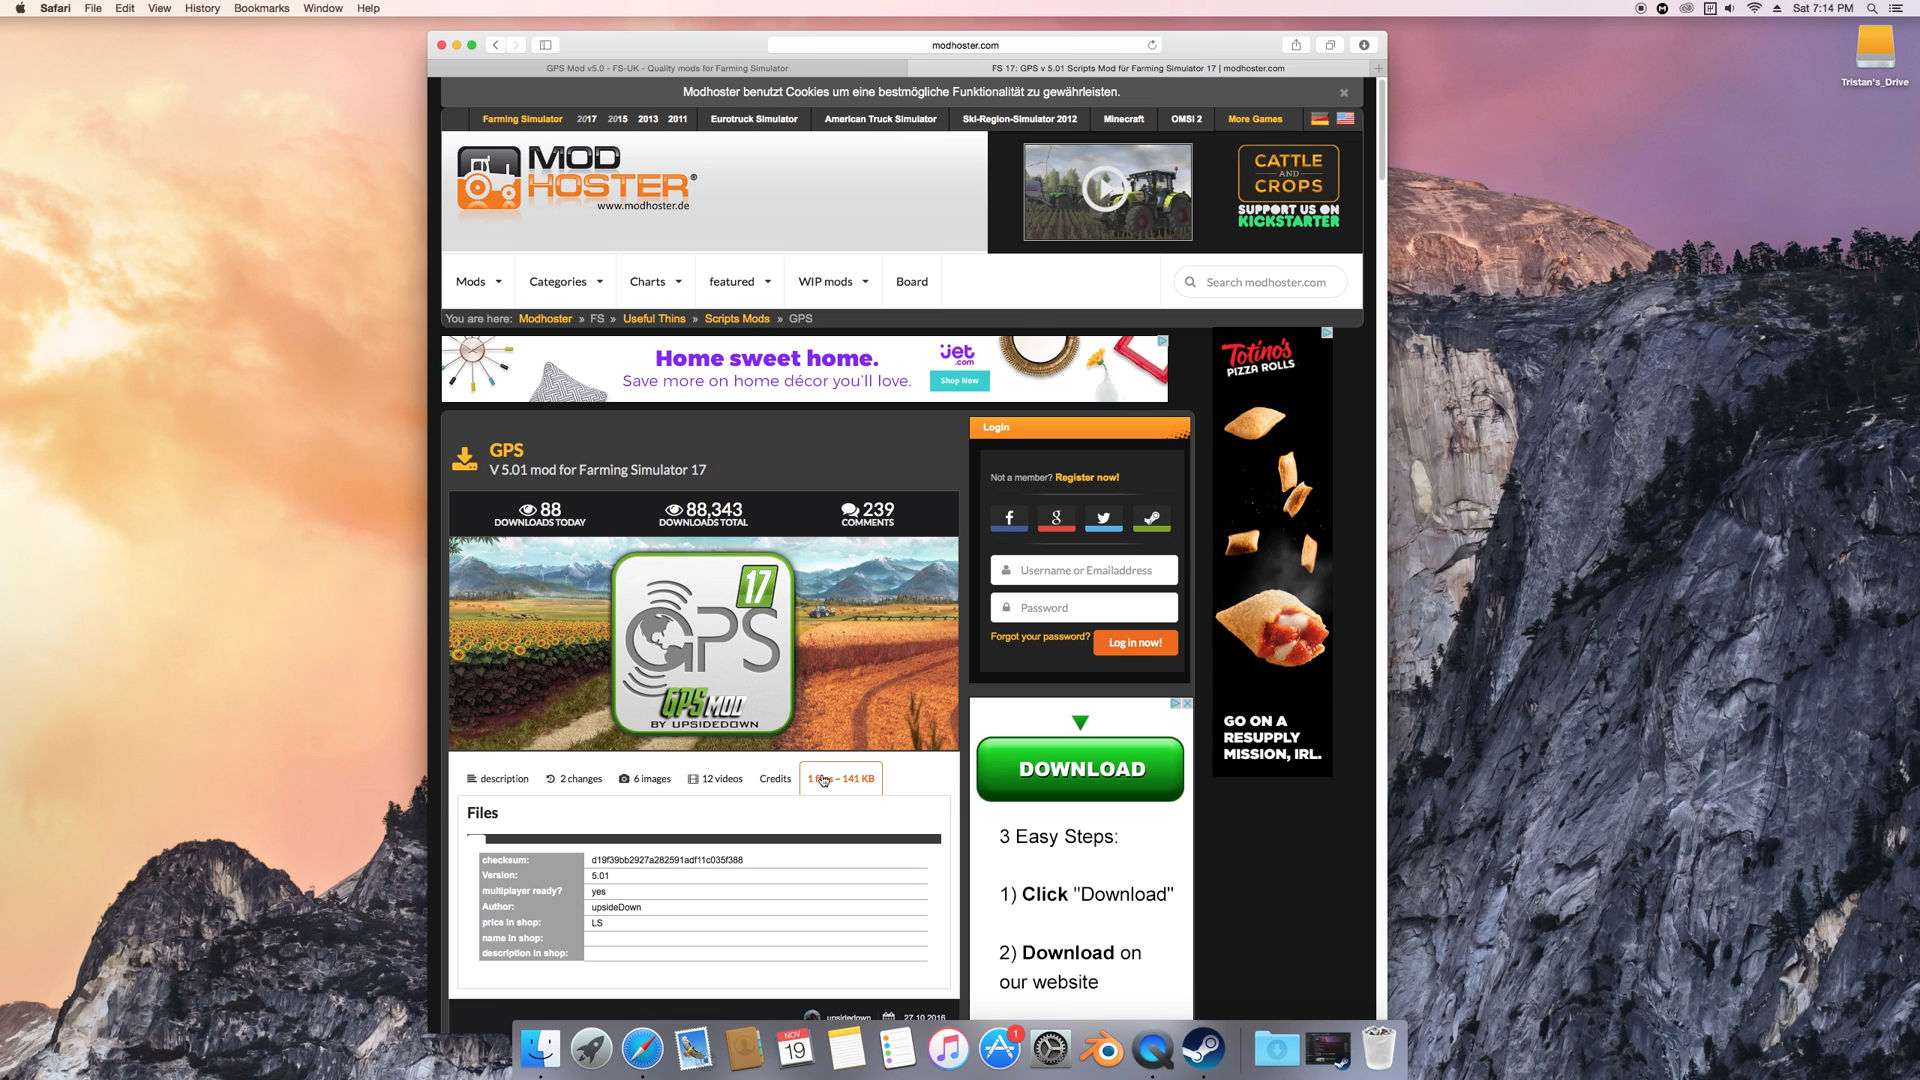 Safari File Edit View History Bookmarks Window Help
Sat 7:14 PM
Tristan's_Drive
modhoster.com
GPS Mod v5.0 - FS-UK - Quality mods for Farming Simulator
FS 17: GPS v 5.01 Scripts Mod für Farming Simulator 17 | modhoster.com
Modhoster benutzt Cookies um eine bestmögliche Funktionalität zu gewährleisten.
Farming Simulator 2017 2015 2013 2011 Eurotruck Simulator American Truck Simulator Ski-Region-Simulator 2012 Minecraft OMSI 2 More Games
MOD
HOSTER®
www.modhoster.de
CATTLE
AND
CROPS
SUPPORT US ON
KICKSTARTER
Mods Categories Charts featured WIP mods Board Search modhoster.com
You are here: Modhoster » FS » Useful Thins » Scripts Mods » GPS
Home sweet home.
Save more on home décor you'll love.
jet
.com
Shop Now
Totino's
PIZZA ROLLS
GPS
V 5.01 mod for Farming Simulator 17
88
DOWNLOADS TODAY
88,343
DOWNLOADS TOTAL
239
COMMENTS
17
GPS
GPS MOD
BY UPSIDEDOWN
Login
Not a member? Register now!
Username or Emailaddress
Password
Forgot your password? Log in now!
GO ON A
RESUPPLY
MISSION, IRL.
description 2 changes 6 images 12 videos Credits 1 – 141 KB
Files
checksum: d19f39bb2927a282591adf11c035f388
Version: 5.01
multiplayer ready? yes
Author: upsideDown
price in shop: LS
name in shop:
description in shop:
upsidedown 27.10.2016
DOWNLOAD
3 Easy Steps:
1) Click "Download"
2) Download on
our website
NOV
19
1